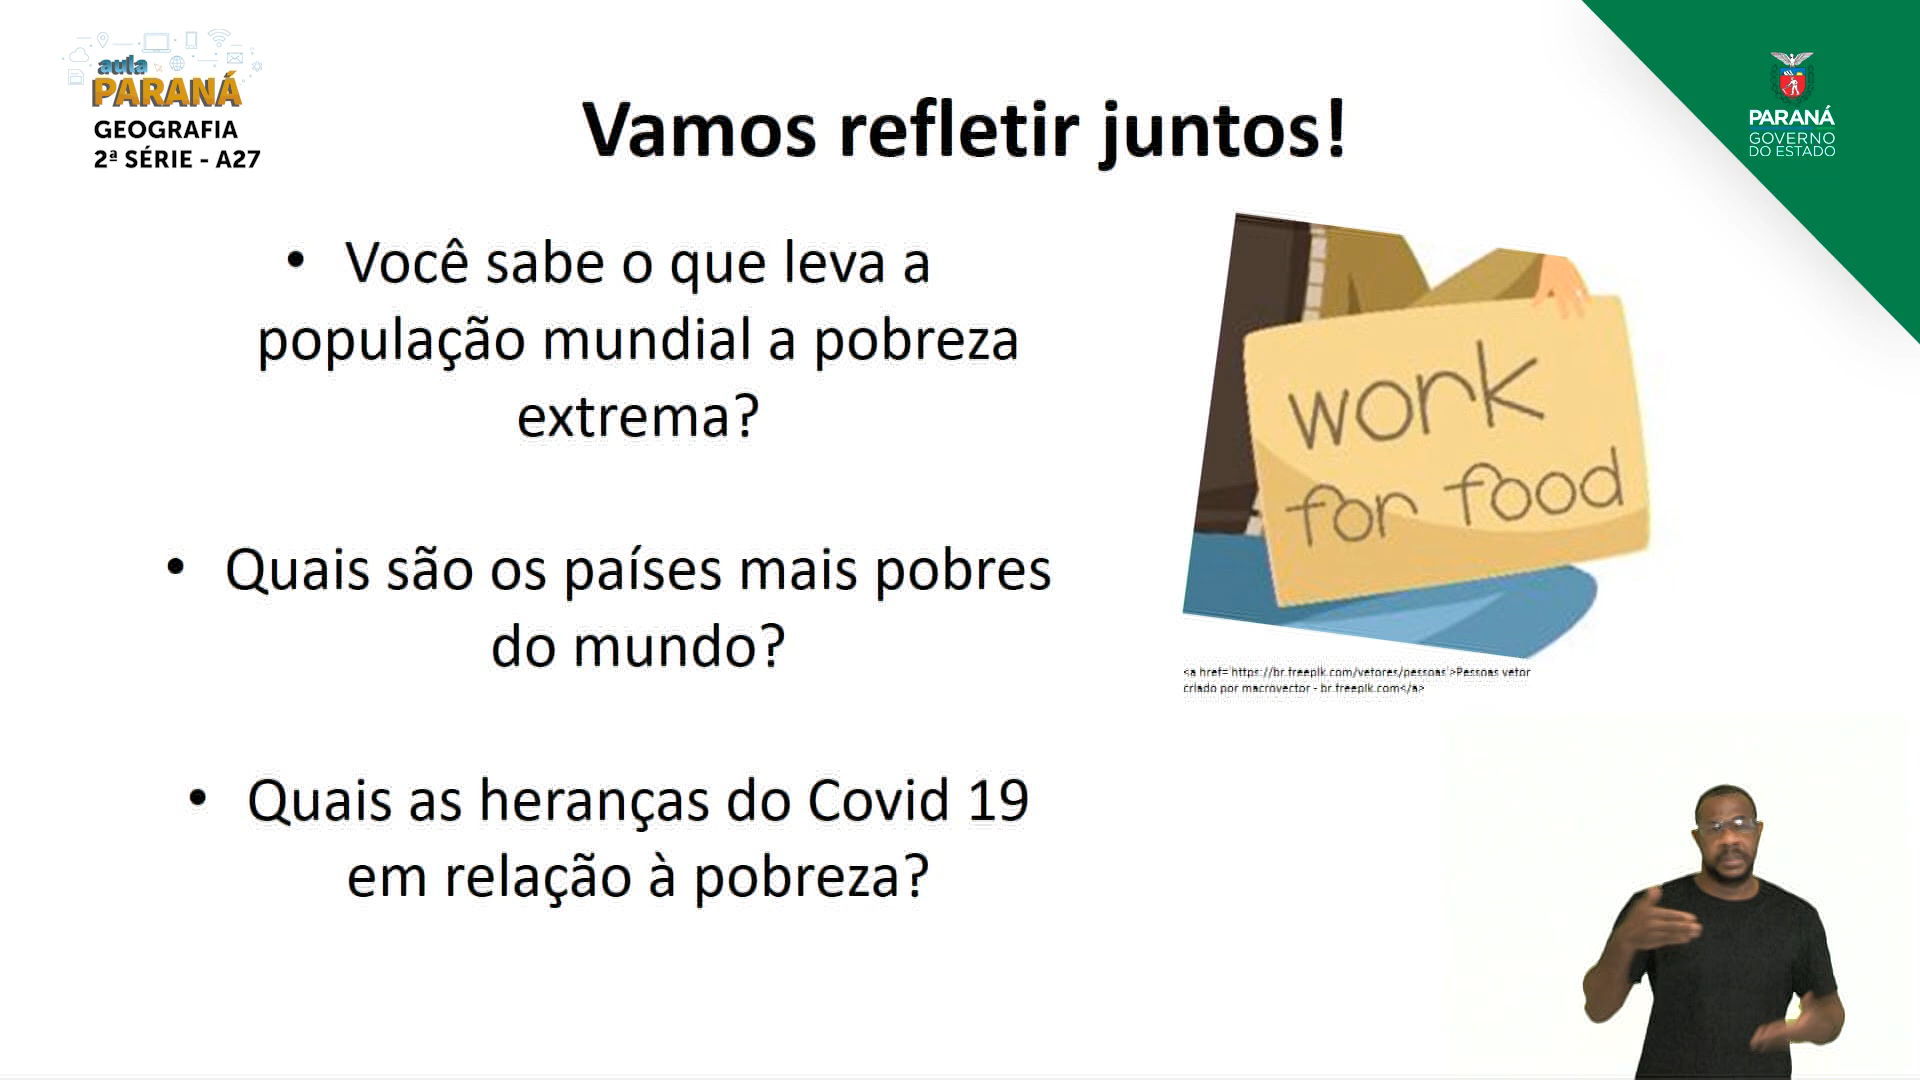 aula
PARANÁ
GEOGRAFIA
2ª SÉRIE - A27
Vamos refletir juntos!
PARANÁ
GOVERNO
DO ESTADO
• Você sabe o que leva a
população mundial a pobreza
extrema?
• Quais são os países mais pobres
do mundo?
• Quais as heranças do Covid 19
em relação à pobreza?
work
for food
<a href='https://br.freepik.com/vetores/pessoas'>Pessoas vetor
criado por macrovector - br.freepik.com</a>